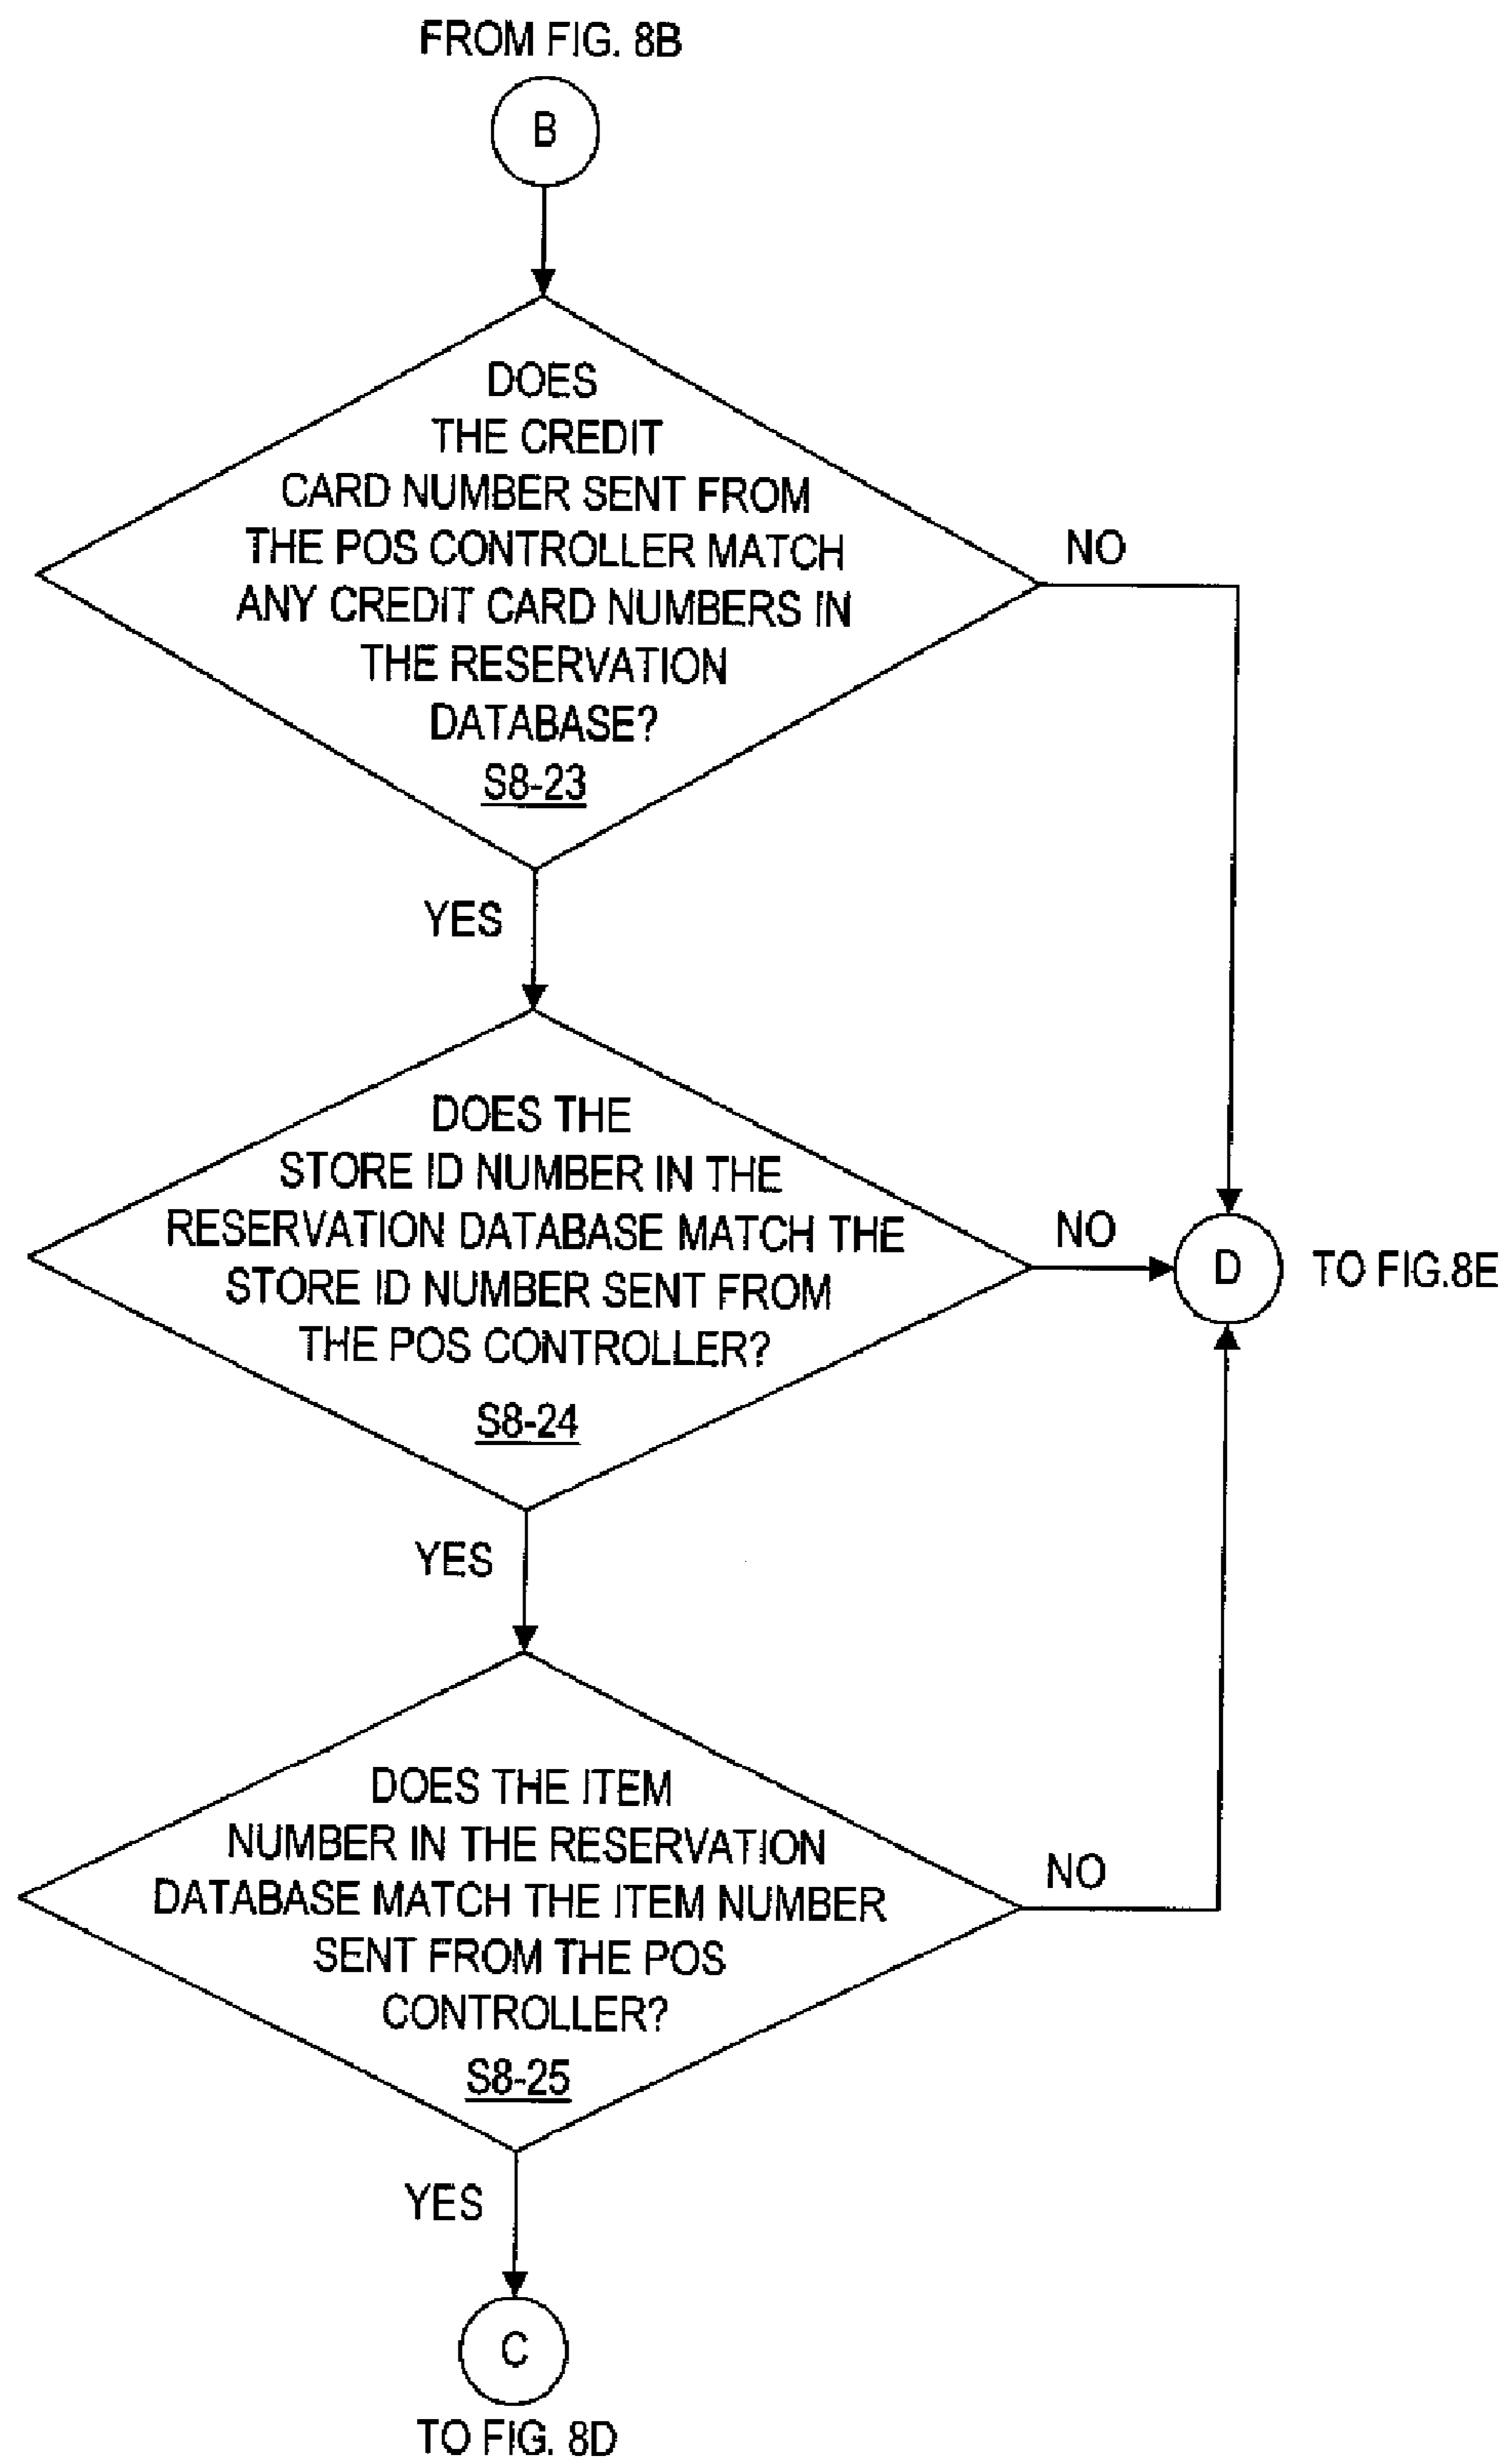 FROM FIG. 8B
B
DOES
THE CREDIT
CARD NUMBER SENT FROM
THE POS CONTROLLER MATCH
ANY CREDIT CARD NUMBERS IN
THE RESERVATION
DATABASE?
S8-23
NO
YES
DOES THE
STORE ID NUMBER IN THE
RESERVATION DATABASE MATCH THE
STORE ID NUMBER SENT FROM
THE POS CONTROLLER?
S8-24
NO
D
TO FIG.8E
YES
DOES THE ITEM
NUMBER IN THE RESERVATION
DATABASE MATCH THE ITEM NUMBER
SENT FROM THE POS
CONTROLLER?
S8-25
NO
YES
C
TO FIG. 8D